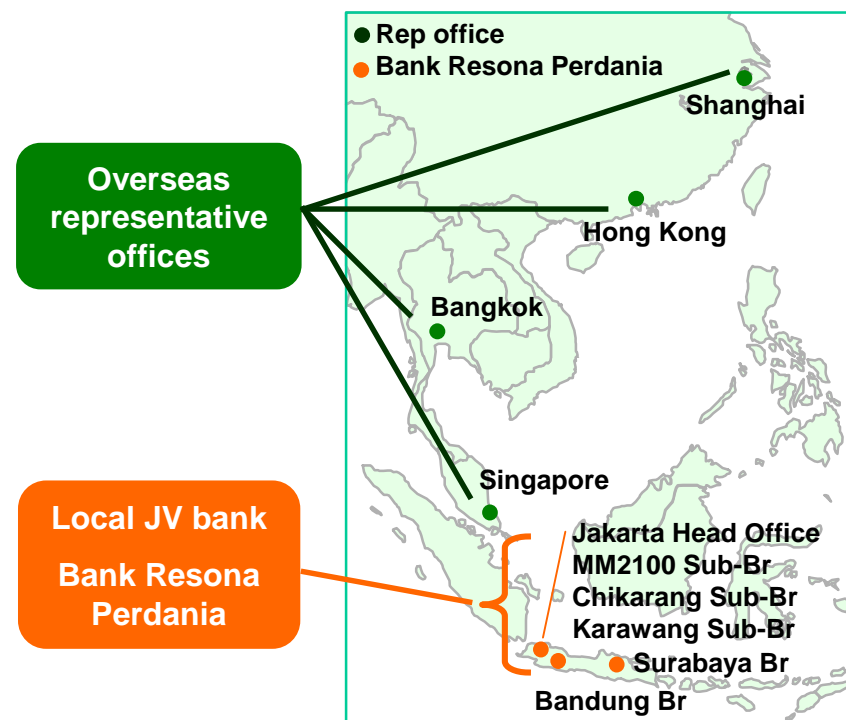 Rep office
Bank Resona Perdania
Shanghai
Overseas
representative
offices
Hong Kong
Bangkok
Singapore
Local JV bank
Bank Resona
Perdania
Jakarta Head Office
MM2100 Sub-Br
Chikarang Sub-Br
Karawang Sub-Br
Surabaya Br
Bandung Br